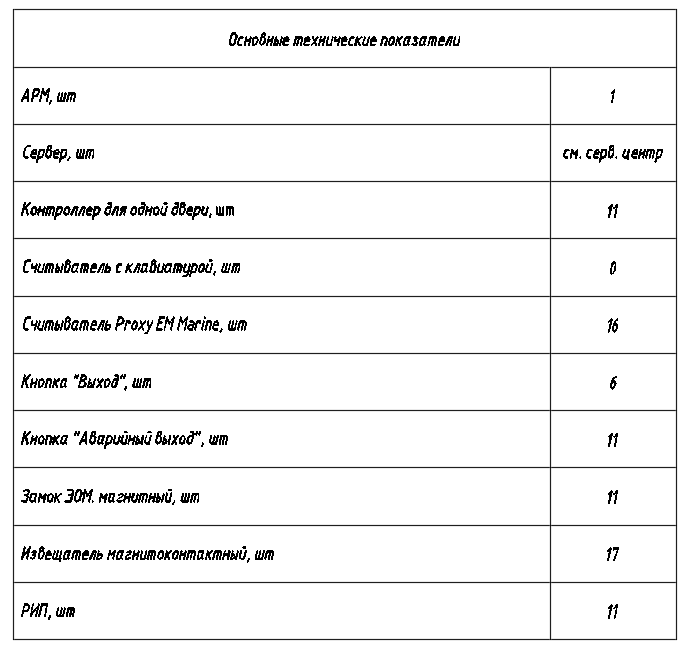 Основные технические показатели
АРМ, шт 1
Сервер, шт см. серв. центр
Контроллер для одной двери, шт 11
Считыватель с клавиатурой, шт 0
Считыватель Proxy EM Marine, шт 16
Кнопка "Выход", шт 6
Кнопка "Аварийный выход", шт 11
Замок ЭОМ. магнитный, шт 11
Извещатель магнитоконтактный, шт 17
РИП, шт 11